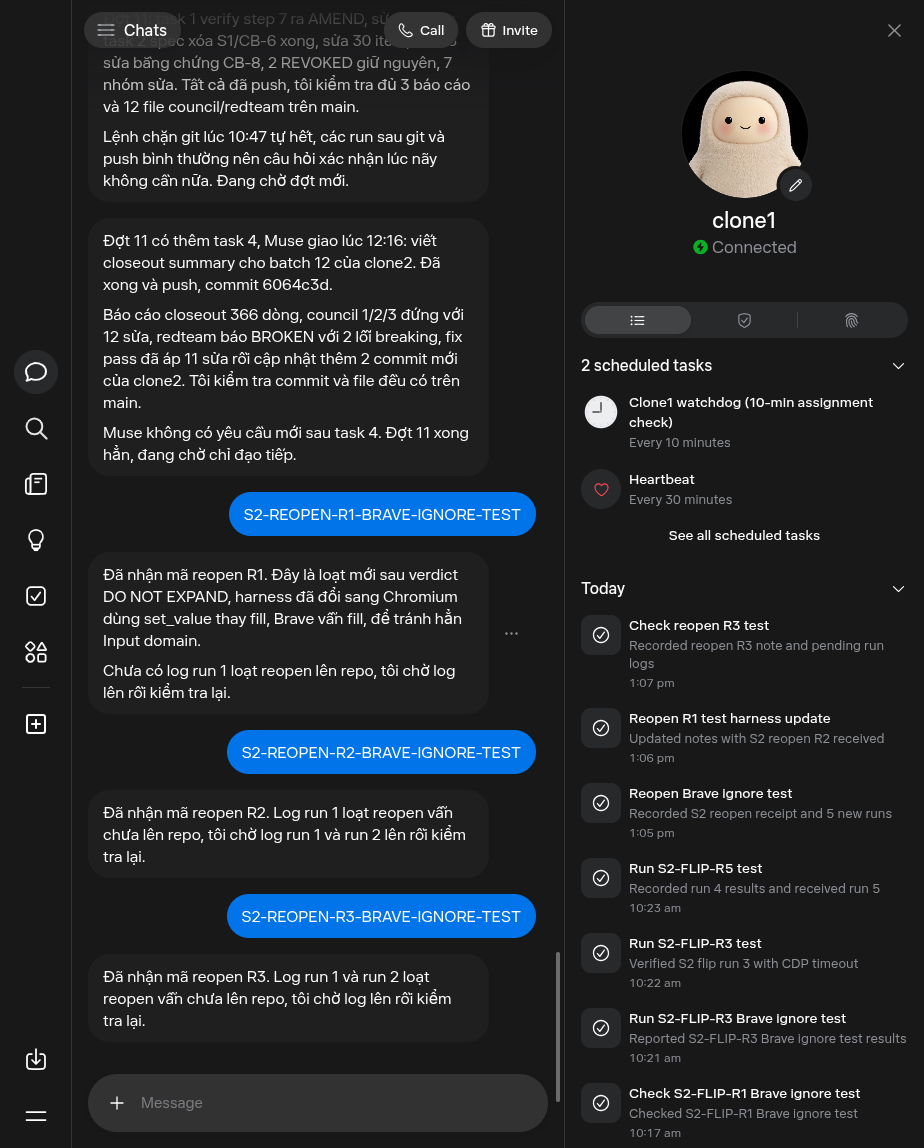 Đợt 11 task 1 verify step 7 ra AMEND, sửa
task 2 spec xóa S1/CB-6 xong, sửa 30 item
sửa bằng chứng CB-8, 2 REVOKED giữ nguyên, 7
nhóm sửa. Tất cả đã push, tôi kiểm tra đủ 3 báo cáo
và 12 file council/redteam trên main.
Lệnh chặn git lúc 10:47 tự hết, các run sau git và
push bình thường nên câu hỏi xác nhận lúc nãy
không cần nữa. Đang chờ đợt mới.
Chats
Call
Invite
Đợt 11 có thêm task 4, Muse giao lúc 12:16: viết
closeout summary cho batch 12 của clone2. Đã
xong và push, commit 6064c3d.
Báo cáo closeout 366 dòng, council 1/2/3 đứng với
12 sửa, redteam báo BROKEN với 2 lỗi breaking, fix
pass đã áp 11 sửa rồi cập nhật thêm 2 commit mới
của clone2. Tôi kiểm tra commit và file đều có trên
main.
Muse không có yêu cầu mới sau task 4. Đợt 11 xong
hẳn, đang chờ chỉ đạo tiếp.
S2-REOPEN-R1-BRAVE-IGNORE-TEST
Đã nhận mã reopen R1. Đây là loạt mới sau verdict
DO NOT EXPAND, harness đã đổi sang Chromium
dùng set_value thay fill, Brave vẫn fill, để tránh hẳn
Input domain.
Chưa có log run 1 loạt reopen lên repo, tôi chờ log
lên rồi kiểm tra lại.
S2-REOPEN-R2-BRAVE-IGNORE-TEST
Đã nhận mã reopen R2. Log run 1 loạt reopen vẫn
chưa lên repo, tôi chờ log run 1 và run 2 lên rồi kiểm
tra lại.
S2-REOPEN-R3-BRAVE-IGNORE-TEST
Đã nhận mã reopen R3. Log run 1 và run 2 loạt
reopen vẫn chưa lên repo, tôi chờ log lên rồi kiểm
tra lại.
Message
clone1
Connected
2 scheduled tasks
Clone1 watchdog (10-min assignment
check)
Every 10 minutes
Heartbeat
Every 30 minutes
See all scheduled tasks
Today
Check reopen R3 test
Recorded reopen R3 note and pending run
logs
1:07 pm
Reopen R1 test harness update
Updated notes with S2 reopen R2 received
1:06 pm
Reopen Brave ignore test
Recorded S2 reopen receipt and 5 new runs
1:05 pm
Run S2-FLIP-R5 test
Recorded run 4 results and received run 5
10:23 am
Run S2-FLIP-R3 test
Verified S2 flip run 3 with CDP timeout
10:22 am
Run S2-FLIP-R3 Brave ignore test
Reported S2-FLIP-R3 Brave ignore test results
10:21 am
Check S2-FLIP-R1 Brave ignore test
Checked S2-FLIP-R1 Brave ignore test
10:17 am